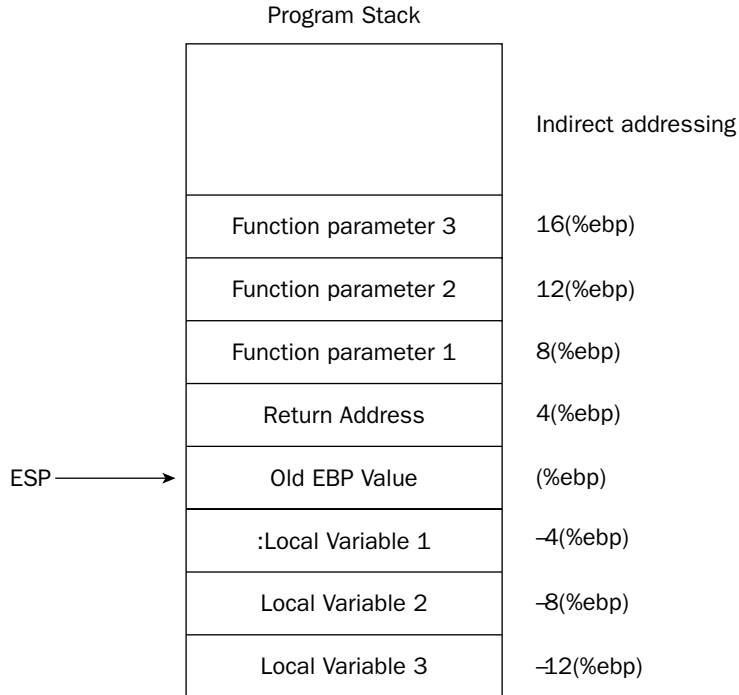 Program Stack
Indirect addressing
Function parameter 3 16(%ebp)
Function parameter 2 12(%ebp)
Function parameter 1 8(%ebp)
Return Address 4(%ebp)
ESP Old EBP Value (%ebp)
:Local Variable 1 –4(%ebp)
Local Variable 2 –8(%ebp)
Local Variable 3 –12(%ebp)